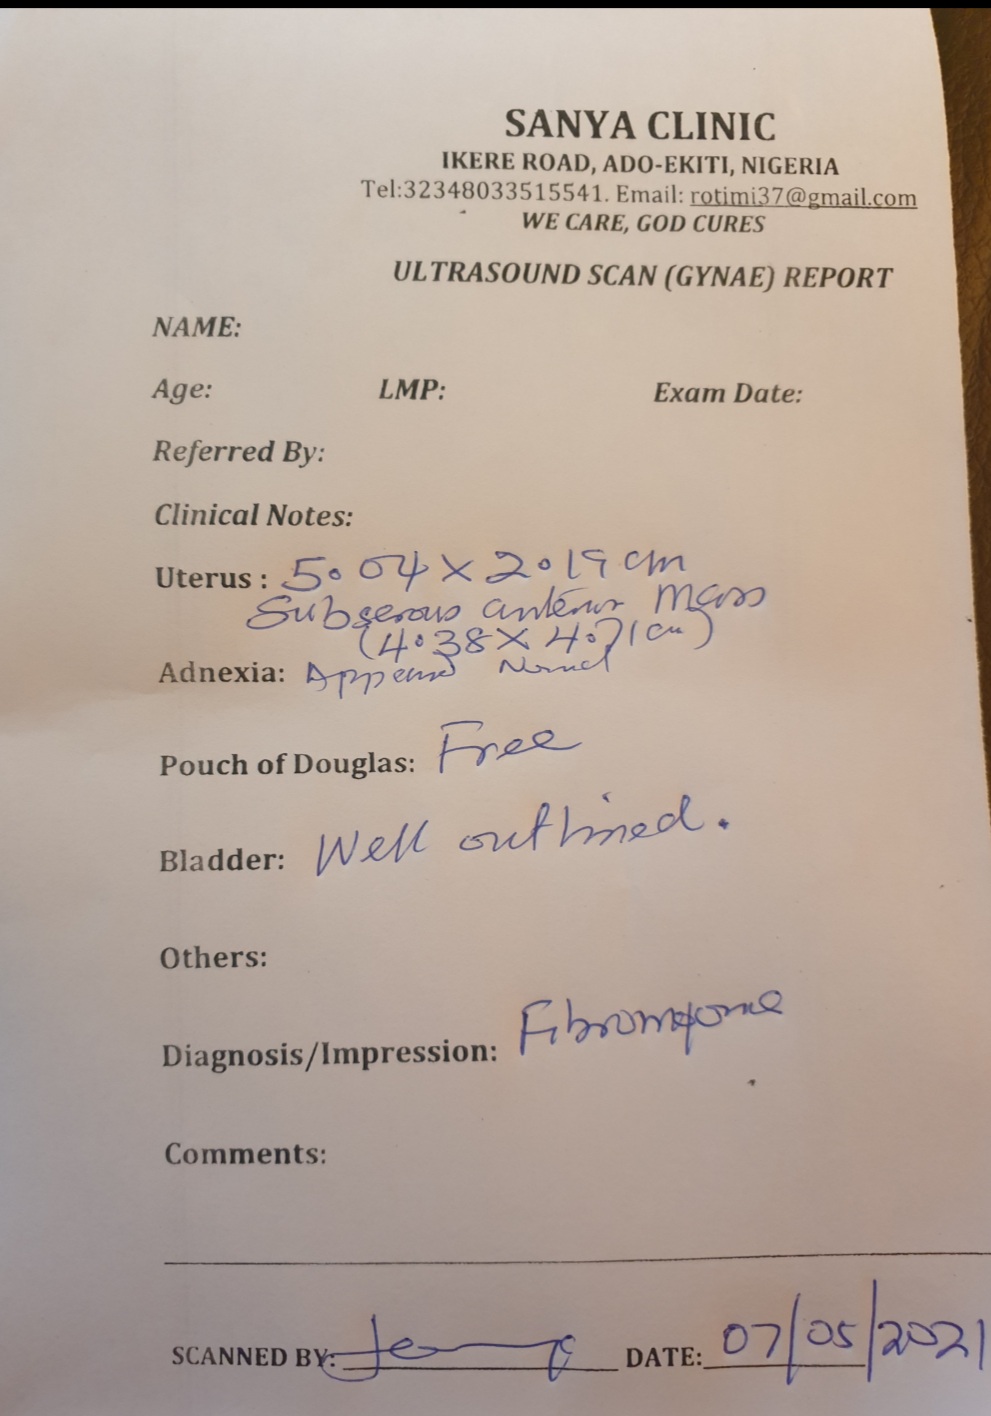 SANYA CLINIC
IKERE ROAD, ADO-EKITI, NIGERIA
Tel:32348033515541. Email: rotimi37@gmail.com
WE CARE, GOD CURES
ULTRASOUND SCAN (GYNAE) REPORT
NAME:
Age: LMP: Exam Date:
Referred By:
Clinical Notes:
Uterus : 5.04 X 2.19 cm
Subserous anterior Mass
(4.38 X 4.71 cm)
Adnexia: Appears Normal
Pouch of Douglas: Free
Bladder: Well outlined.
Others:
Diagnosis/Impression: Fibromyoma
Comments:
SCANNED BY: DATE: 07/05/2021